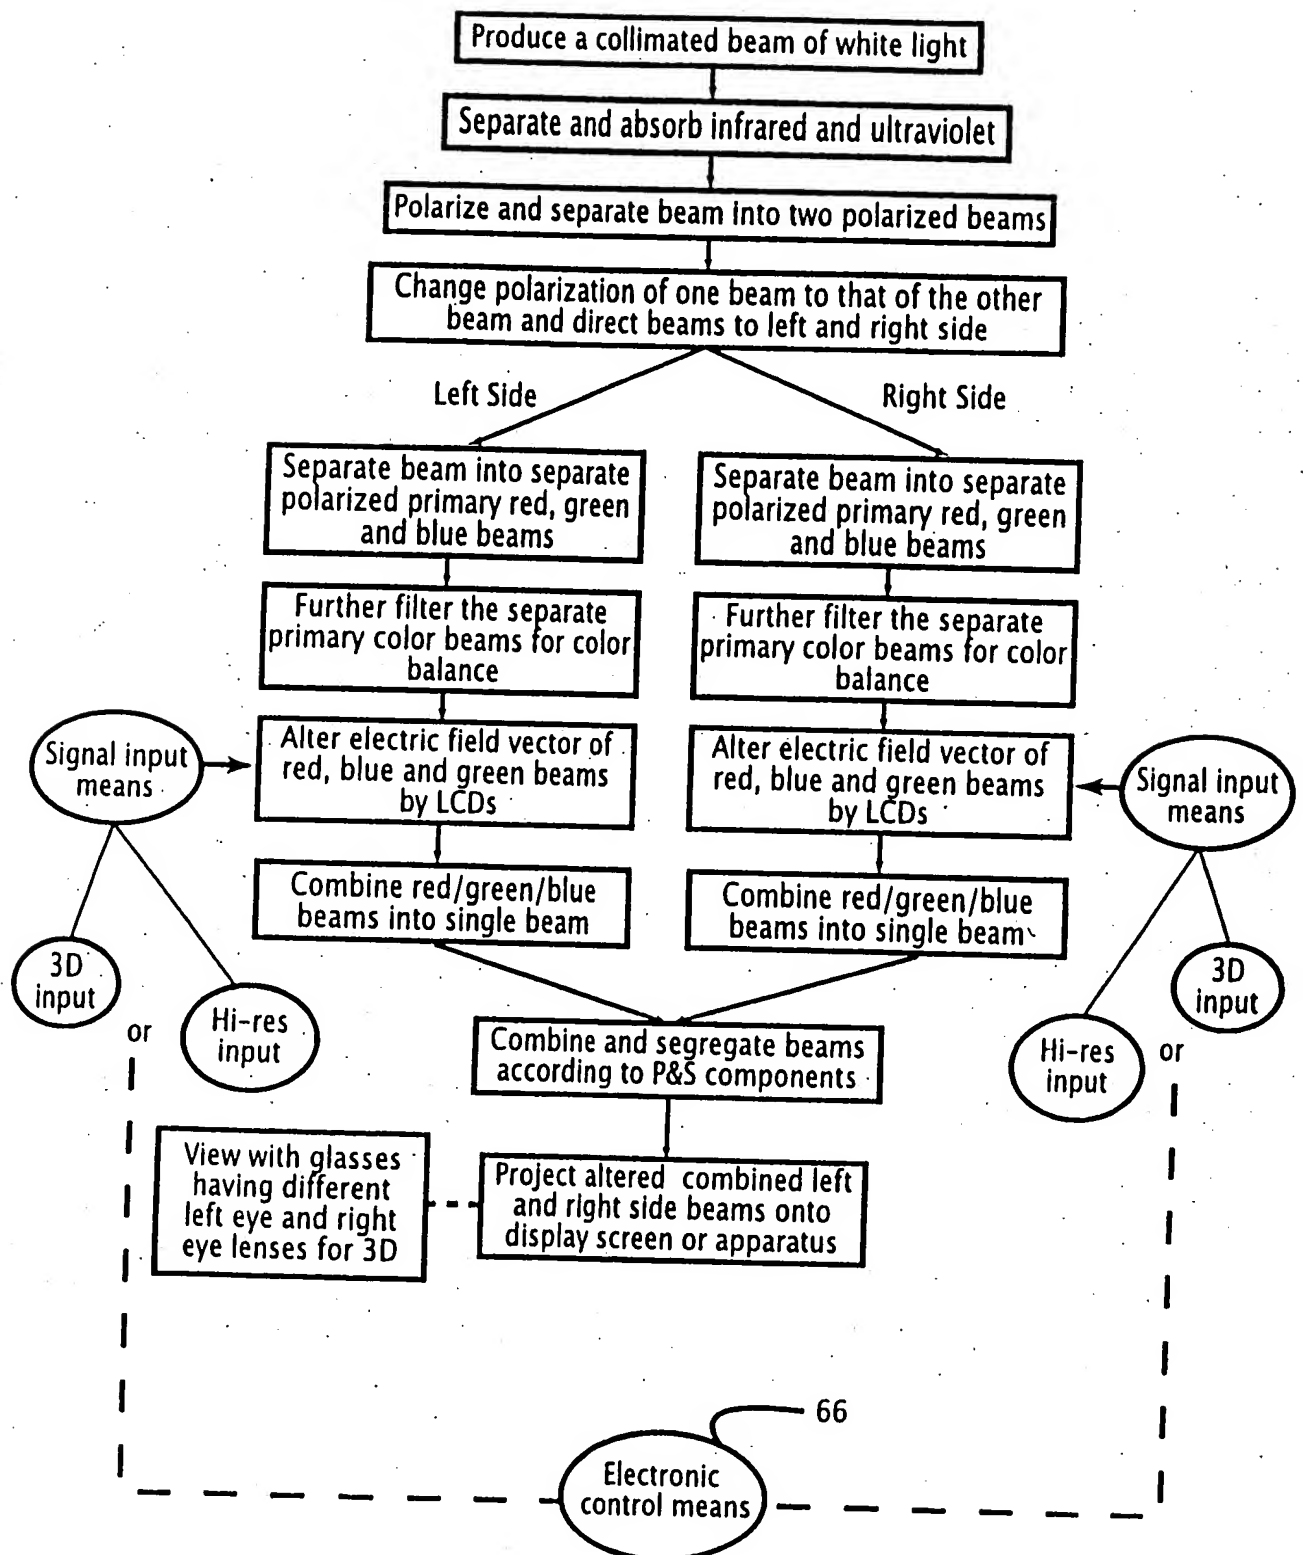 Produce a collimated beam of white light
Separate and absorb infrared and ultraviolet
Polarize and separate beam into two polarized beams
Change polarization of one beam to that of the other
beam and direct beams to left and right side
Left Side
Right Side
Separate beam into separate
polarized primary red, green
and blue beams
Separate beam into separate
polarized primary red, green
and blue beams
Further filter the separate
primary color beams for color
balance
Further filter the separate
primary color beams for color
balance
Signal input
means
Alter electric field vector of
red, blue and green beams
by LCDs
Alter electric field vector of
red, blue and green beams
by LCDs
Signal input
means
Combine red/green/blue
beams into single beam
Combine red/green/blue
beams into single beam
3D
input
or
Hi-res
input
3D
input
or
Hi-res
input
Combine and segregate beams
according to P&S components
View with glasses
having different
left eye and right
eye lenses for 3D
Project altered combined left
and right side beams onto
display screen or apparatus
66
Electronic
control means